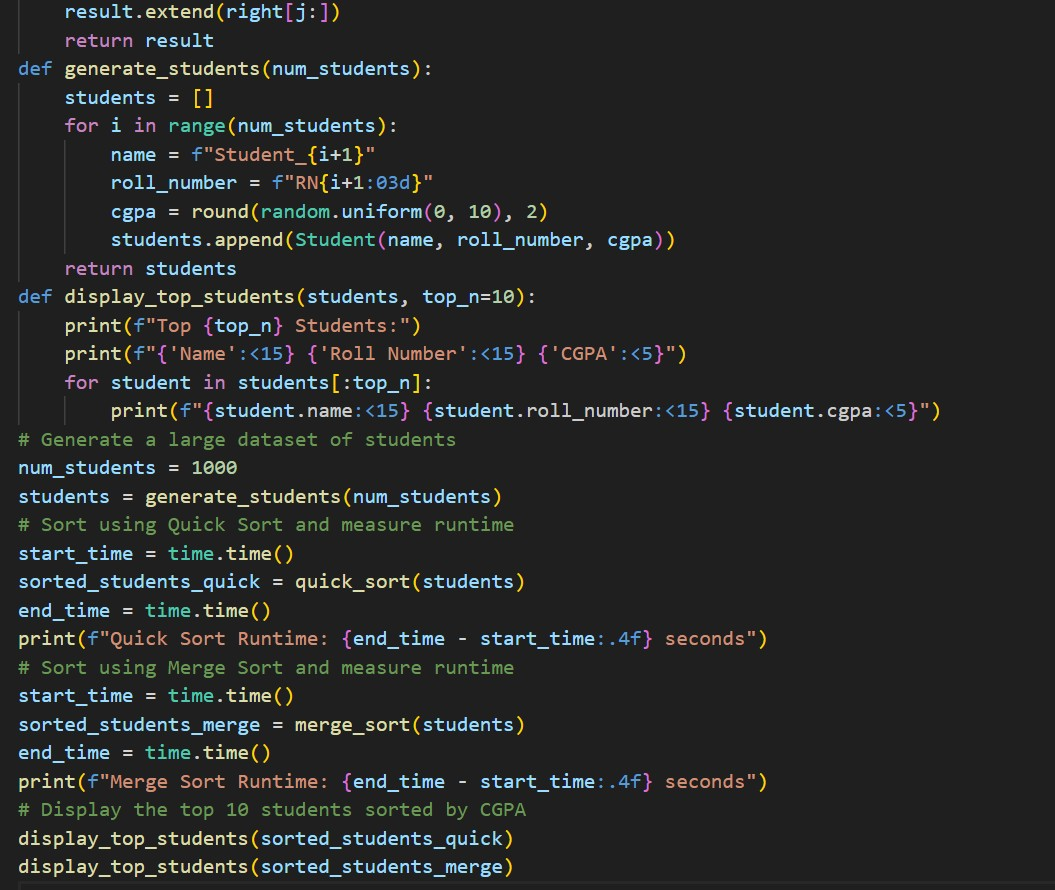 result.extend(right[j:])
    return result
def generate_students(num_students):
    students = []
    for i in range(num_students):
        name = f"Student_{i+1}"
        roll_number = f"RN{i+1:03d}"
        cgpa = round(random.uniform(0, 10), 2)
        students.append(Student(name, roll_number, cgpa))
    return students
def display_top_students(students, top_n=10):
    print(f"Top {top_n} Students:")
    print(f"{'Name':<15} {'Roll Number':<15} {'CGPA':<5}")
    for student in students[:top_n]:
        print(f"{student.name:<15} {student.roll_number:<15} {student.cgpa:<5}")
# Generate a large dataset of students
num_students = 1000
students = generate_students(num_students)
# Sort using Quick Sort and measure runtime
start_time = time.time()
sorted_students_quick = quick_sort(students)
end_time = time.time()
print(f"Quick Sort Runtime: {end_time - start_time:.4f} seconds")
# Sort using Merge Sort and measure runtime
start_time = time.time()
sorted_students_merge = merge_sort(students)
end_time = time.time()
print(f"Merge Sort Runtime: {end_time - start_time:.4f} seconds")
# Display the top 10 students sorted by CGPA
display_top_students(sorted_students_quick)
display_top_students(sorted_students_merge)